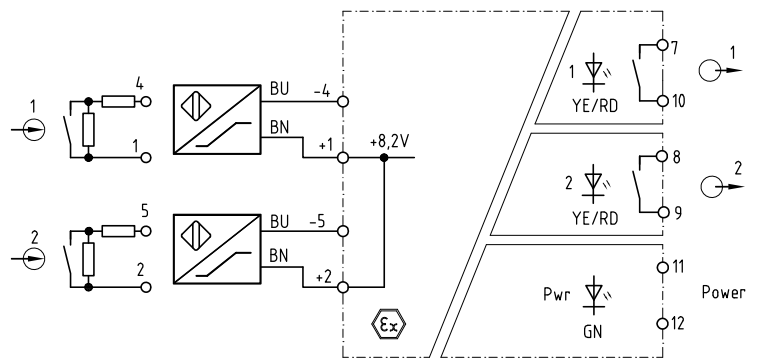 1
4
1
BU
-4
BN
+1
+8,2V
1
YE/RD
7
10
1
2
YE/RD
8
9
2
2
5
2
BU
-5
BN
+2
Ex
Pwr
GN
11
12
Power